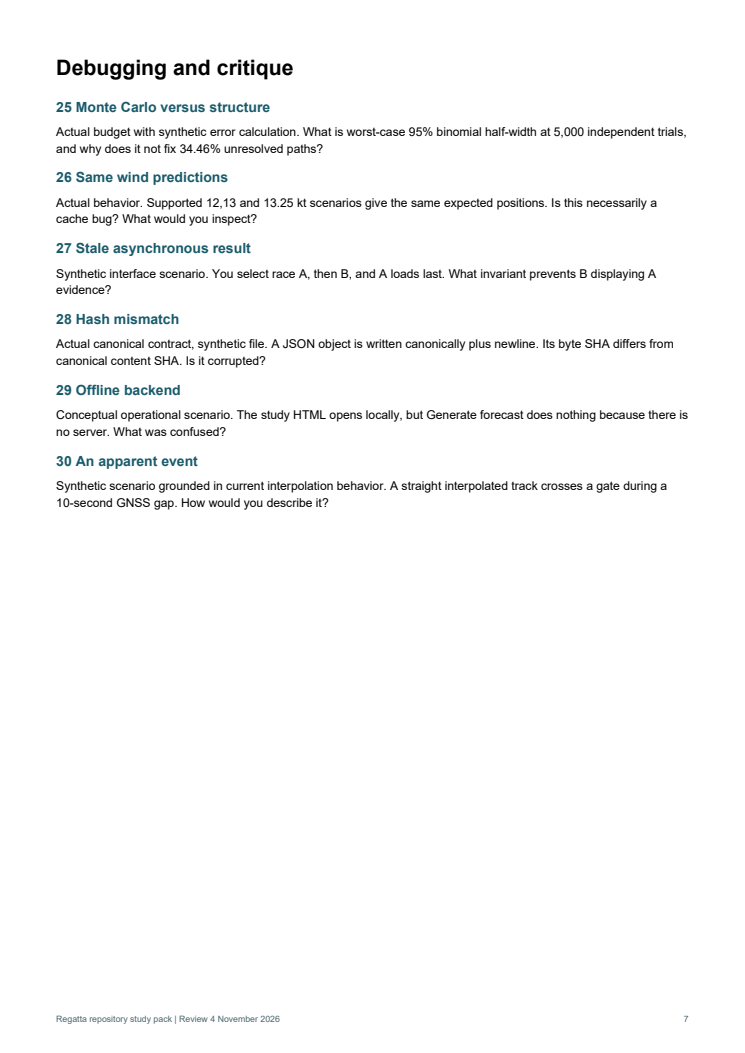 Debugging and critique
25 Monte Carlo versus structure
Actual budget with synthetic error calculation. What is worst-case 95% binomial half-width at 5,000 independent trials,
and why does it not fix 34.46% unresolved paths?
26 Same wind predictions
Actual behavior. Supported 12,13 and 13.25 kt scenarios give the same expected positions. Is this necessarily a
cache bug? What would you inspect?
27 Stale asynchronous result
Synthetic interface scenario. You select race A, then B, and A loads last. What invariant prevents B displaying A
evidence?
28 Hash mismatch
Actual canonical contract, synthetic file. A JSON object is written canonically plus newline. Its byte SHA differs from
canonical content SHA. Is it corrupted?
29 Offline backend
Conceptual operational scenario. The study HTML opens locally, but Generate forecast does nothing because there is
no server. What was confused?
30 An apparent event
Synthetic scenario grounded in current interpolation behavior. A straight interpolated track crosses a gate during a
10-second GNSS gap. How would you describe it?
Regatta repository study pack | Review 4 November 2026
7